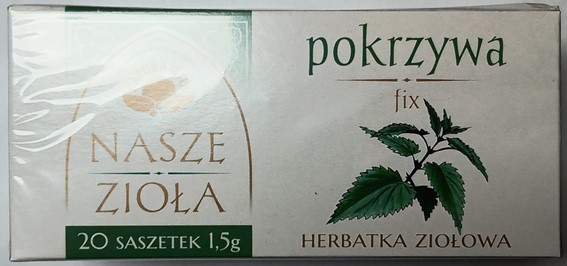 NASZE
ZIOŁA
20 SASZETEK 1,5g
pokrzywa
fix
HERBATKA ZIOŁOWA